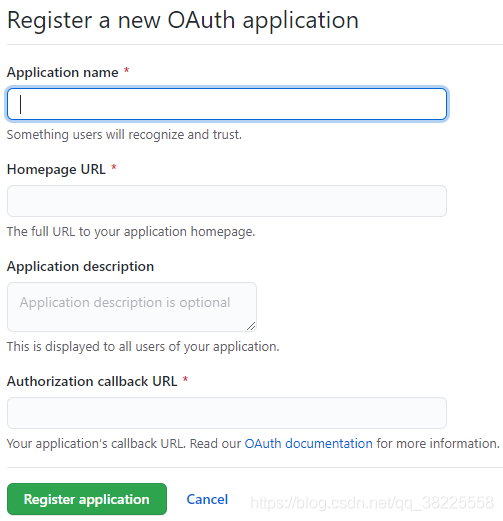 Register a new OAuth application
Application name *
Something users will recognize and trust.
Homepage URL *
The full URL to your application homepage.
Application description
Application description is optional
This is displayed to all users of your application.
Authorization callback URL *
Your application's callback URL. Read our OAuth documentation for more information.
Register application Cancel https://blog.csdn.net/qq_38225558